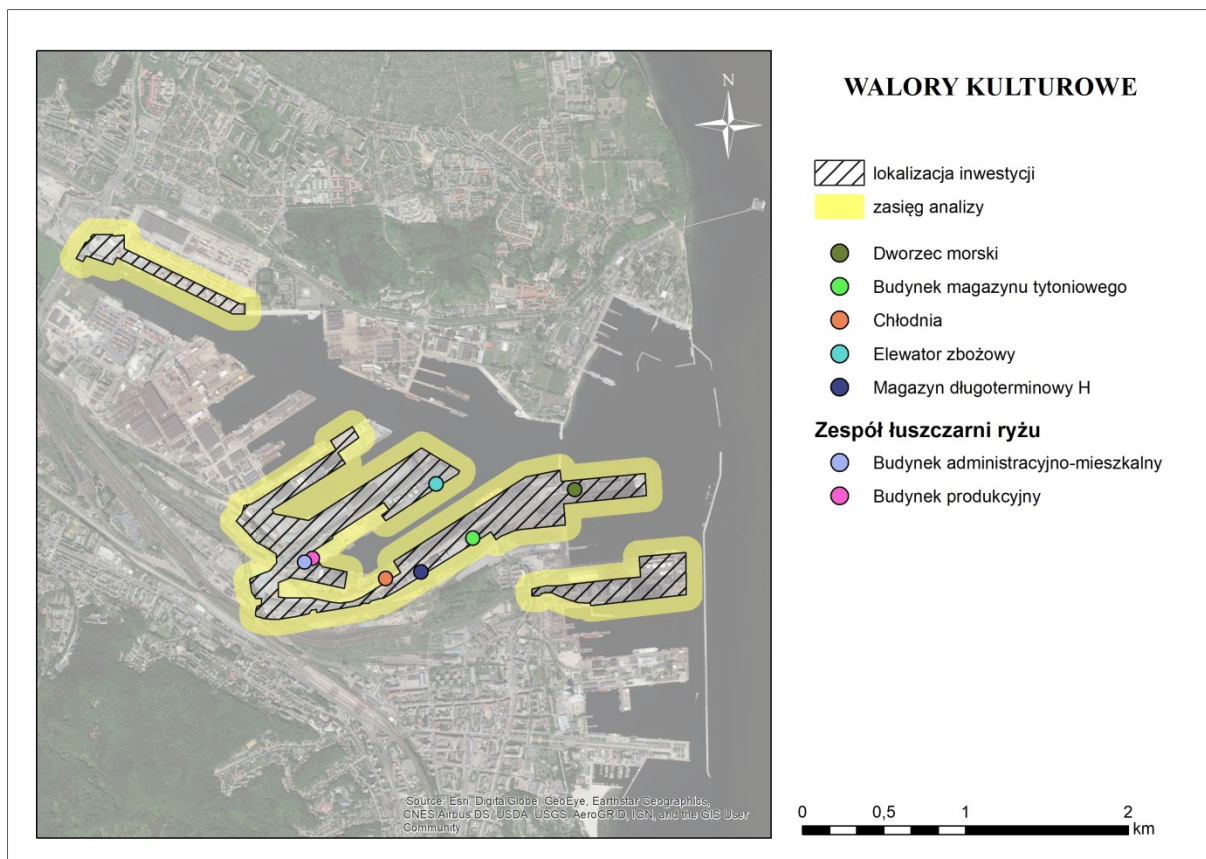 N
WALORY KULTUROWE
lokalizacja inwestycji
zasięg analizy
Dworzec morski
Budynek magazynu tytoniowego
Chłodnia
Elewator zbożowy
Magazyn długoterminowy H
Zespół łuszczarni ryżu
Budynek administracyjno-mieszkalny
Budynek produkcyjny
Source: Esri, DigitalGlobe, GeoEye, Earthstar Geographics,
CNES/Airbus DS, USDA, USGS, AeroGRID, IGN, and the GIS User
Community
0 0,5 1 2
km